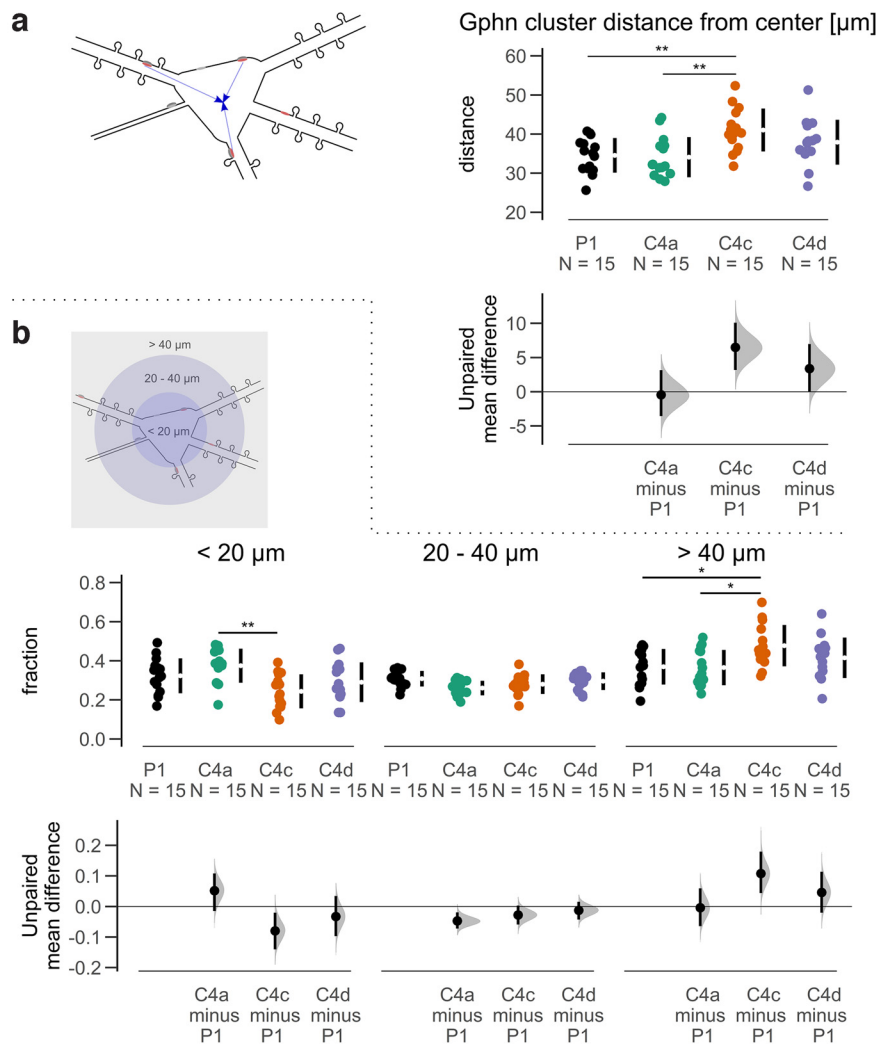 a
Gphn cluster distance from center [µm]
distance
60
50
40
30
20
**
**
P1 C4a C4c C4d
N = 15 N = 15 N = 15 N = 15
Unpaired
mean difference
10
5
0
-5
C4a C4c C4d
minus minus minus
P1 P1 P1
b
> 40 µm
20 - 40 µm
< 20 µm
< 20 µm 20 - 40 µm > 40 µm
fraction
0.8
0.6
0.4
0.2
0.0
**
*
*
P1 C4a C4c C4d P1 C4a C4c C4d P1 C4a C4c C4d
N = 15 N = 15 N = 15 N = 15 N = 15 N = 15 N = 15 N = 15 N = 15 N = 15 N = 15 N = 15
Unpaired
mean difference
0.2
0.1
0.0
-0.1
-0.2
C4a C4c C4d C4a C4c C4d C4a C4c C4d
minus minus minus minus minus minus minus minus minus
P1 P1 P1 P1 P1 P1 P1 P1 P1